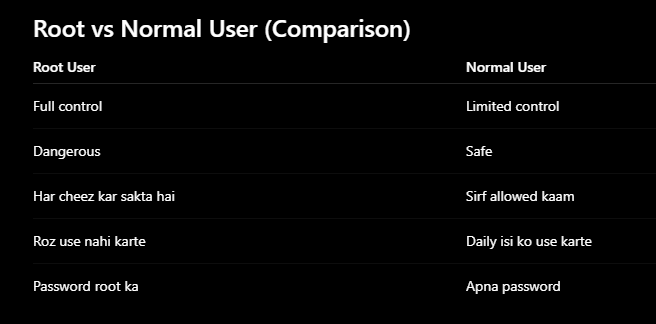 Root vs Normal User (Comparison)
Root User Normal User
Full control Limited control
Dangerous Safe
Har cheez kar sakta hai Sirf allowed kaam
Roz use nahi karte Daily isi ko use karte
Password root ka Apna password